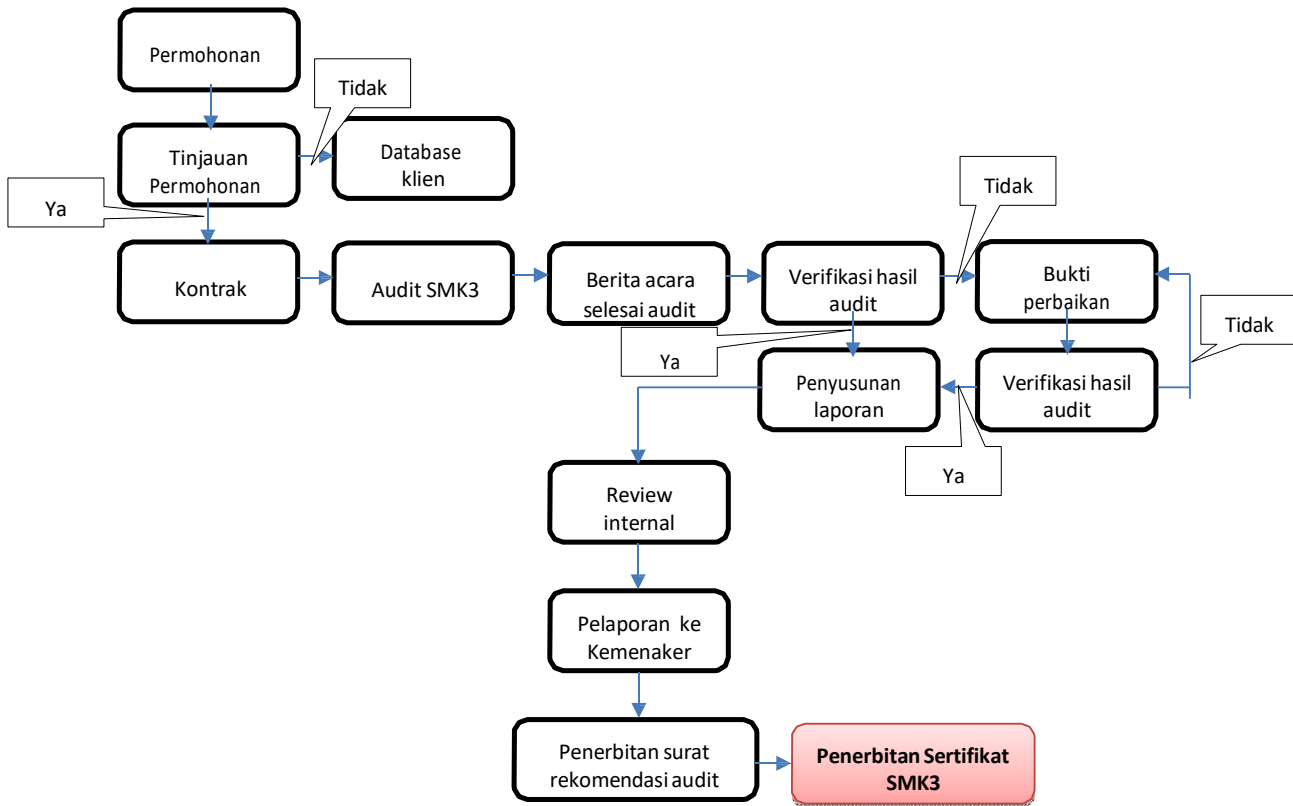 Permohonan
Tidak
Tinjauan
Permohonan
Database
klien
Ya
Kontrak
Audit SMK3
Berita acara
selesai audit
Verifikasi hasil
audit
Tidak
Bukti
perbaikan
Tidak
Ya
Penyusunan
laporan
Verifikasi hasil
audit
Ya
Review
internal
Pelaporan ke
Kemenaker
Penerbitan surat
rekomendasi audit
Penerbitan Sertifikat
SMK3